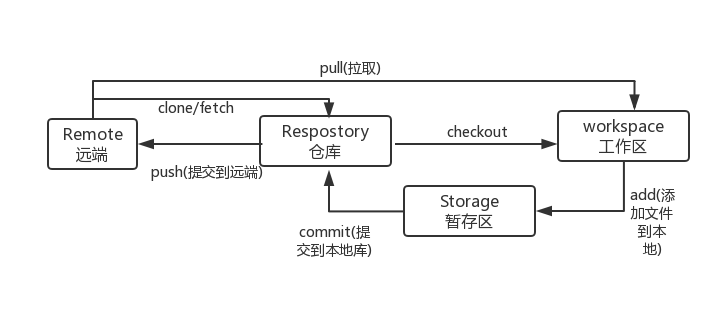 pull(拉取)
clone/fetch
Remote
远端
Respostory
仓库
checkout
workspace
工作区
push(提交到远端)
Storage
暂存区
add(添
加文件
到本
地)
commit(提
交到本地库)